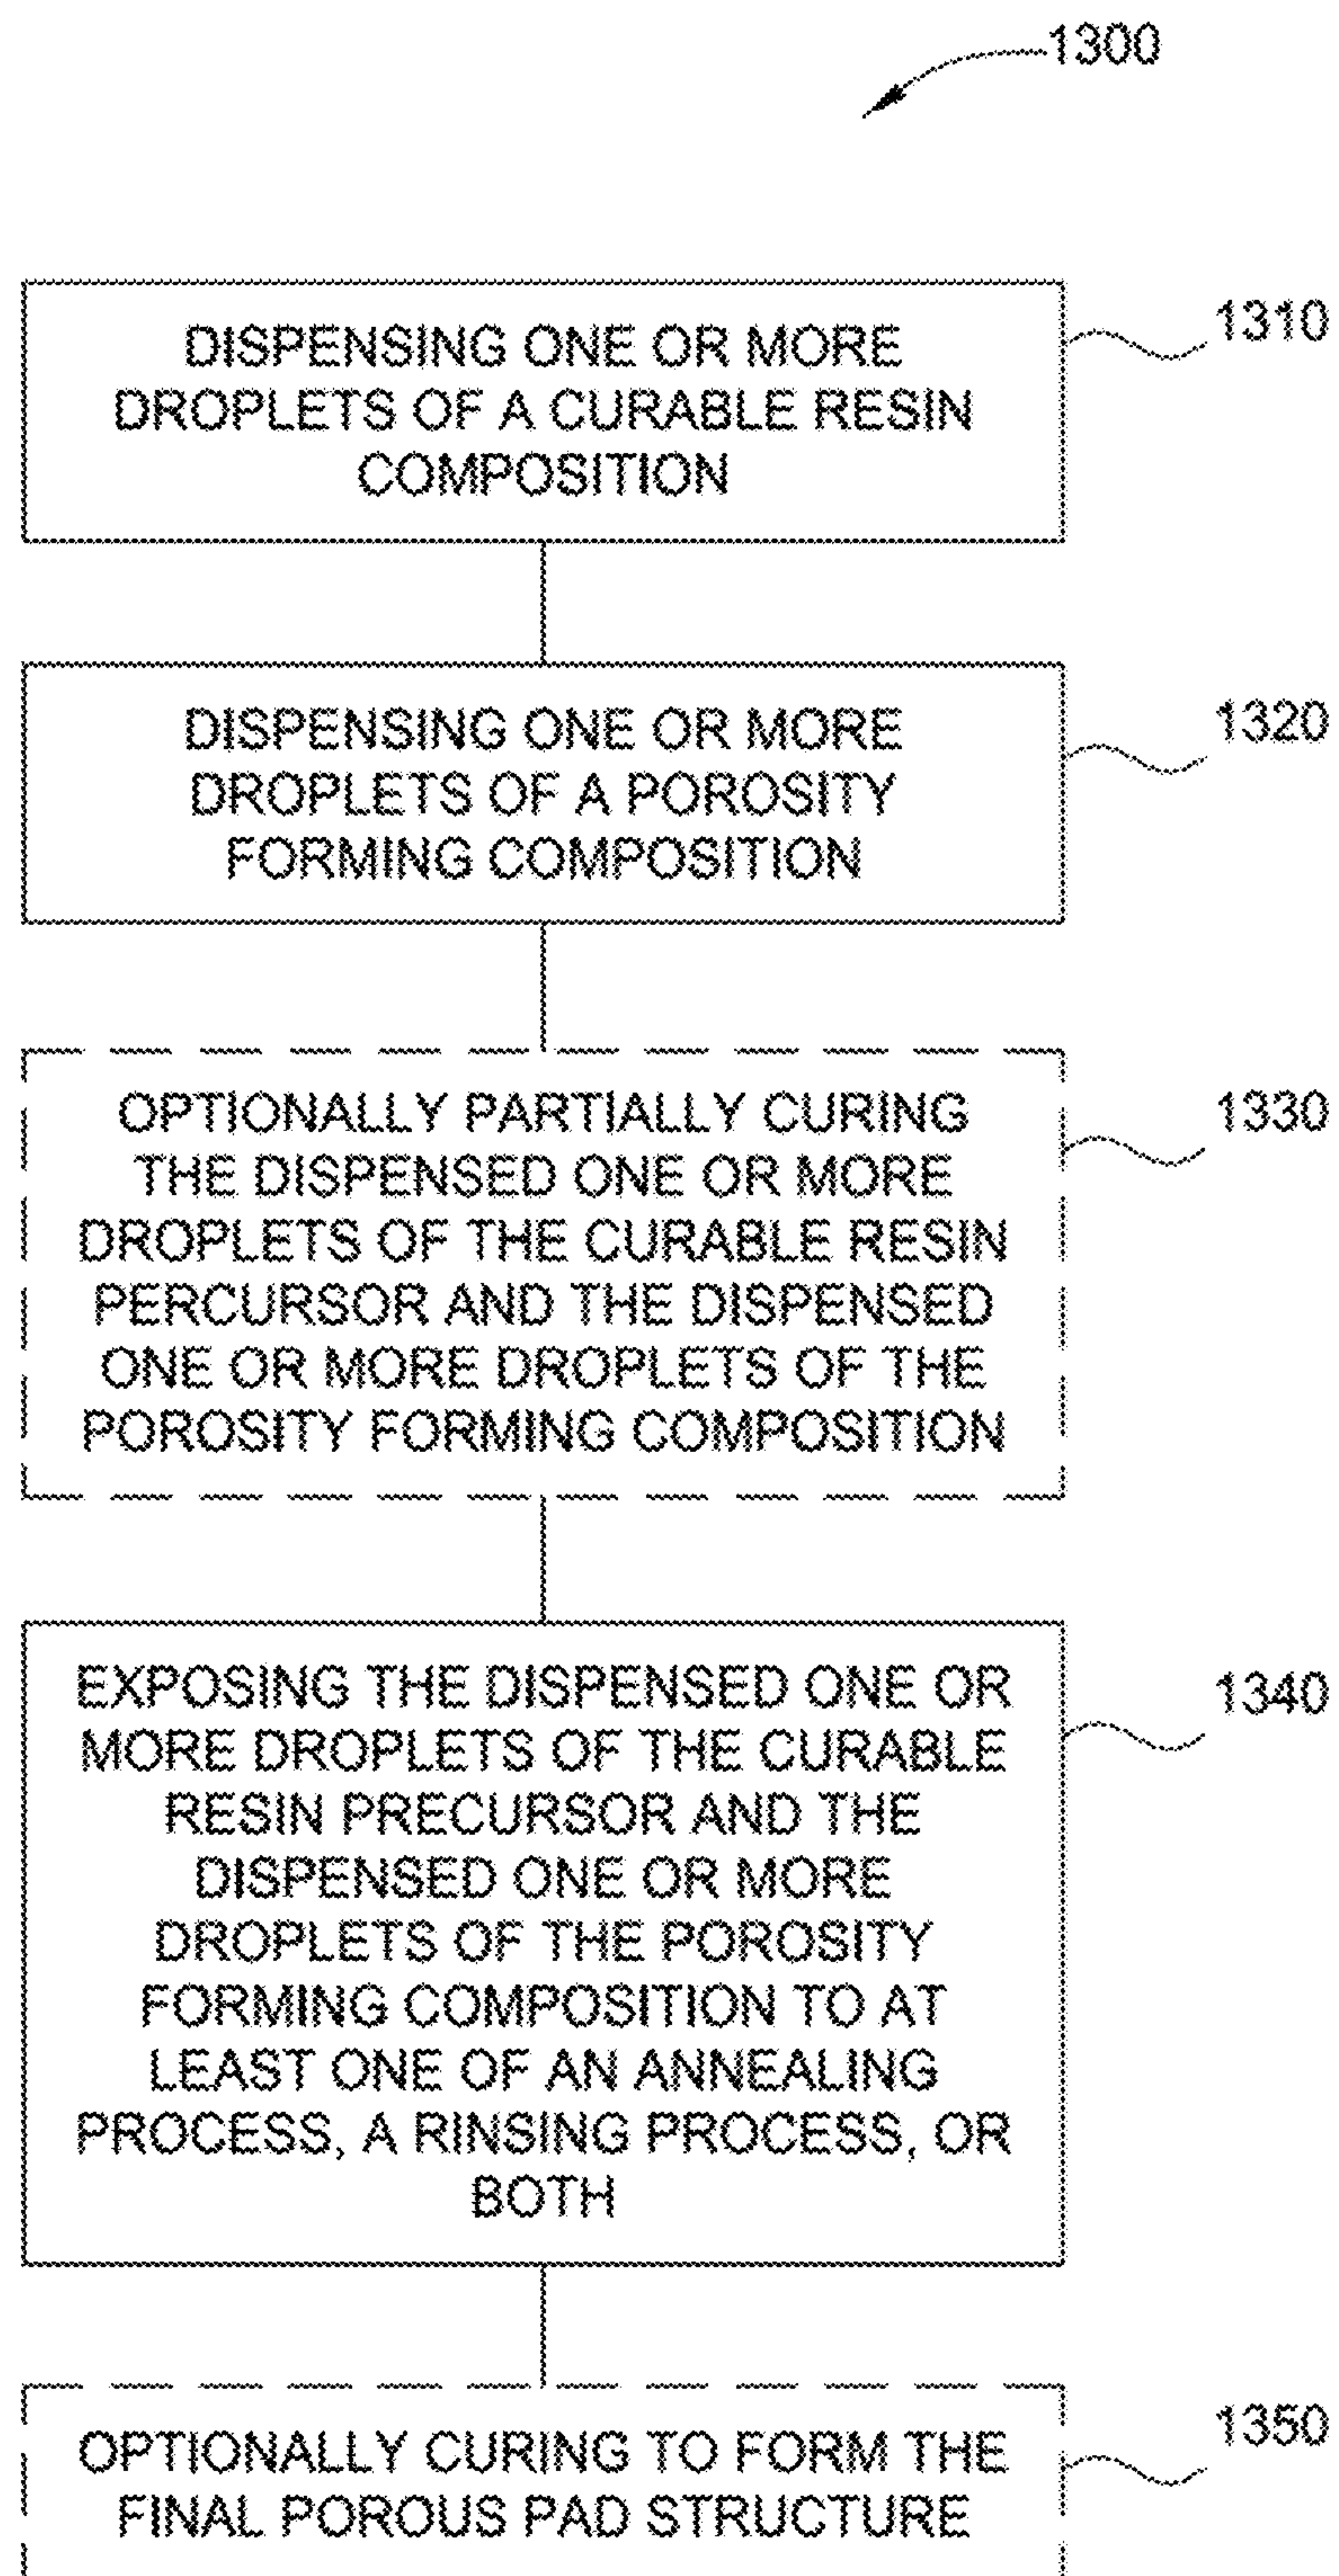 1300
DISPENSING ONE OR MORE
DROPLETS OF A CURABLE RESIN
COMPOSITION
1310
DISPENSING ONE OR MORE
DROPLETS OF A POROSITY
FORMING COMPOSITION
1320
OPTIONALLY PARTIALLY CURING
THE DISPENSED ONE OR MORE
DROPLETS OF THE CURABLE RESIN
PERCURSOR AND THE DISPENSED
ONE OR MORE DROPLETS OF THE
POROSITY FORMING COMPOSITION
1330
EXPOSING THE DISPENSED ONE OR
MORE DROPLETS OF THE CURABLE
RESIN PRECURSOR AND THE
DISPENSED ONE OR MORE
DROPLETS OF THE POROSITY
FORMING COMPOSITION TO AT
LEAST ONE OF AN ANNEALING
PROCESS, A RINSING PROCESS, OR
BOTH
1340
OPTIONALLY CURING TO FORM THE
FINAL POROUS PAD STRUCTURE
1350